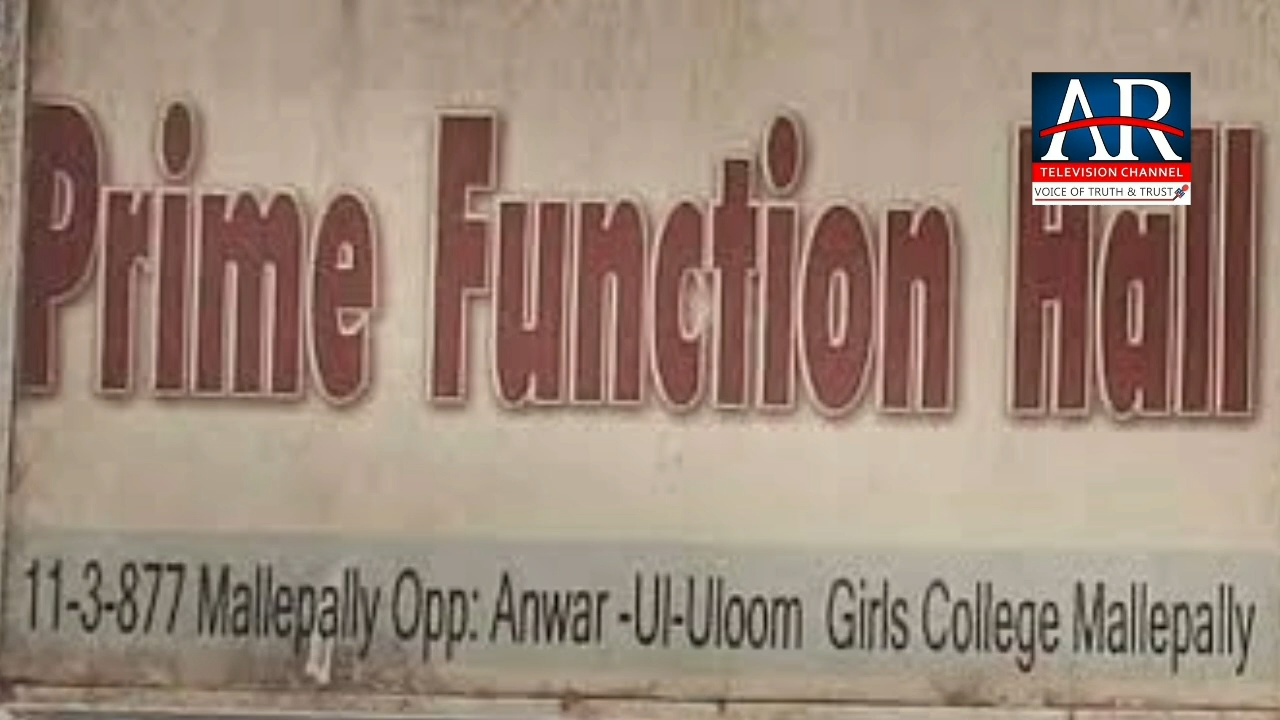 AR
TELEVISION CHANNEL
VOICE OF TRUTH & TRUST
Prime Function Hall
11-3-877 Mallepally Opp: Anwar -Ul-Uloom Girls College Mallepally